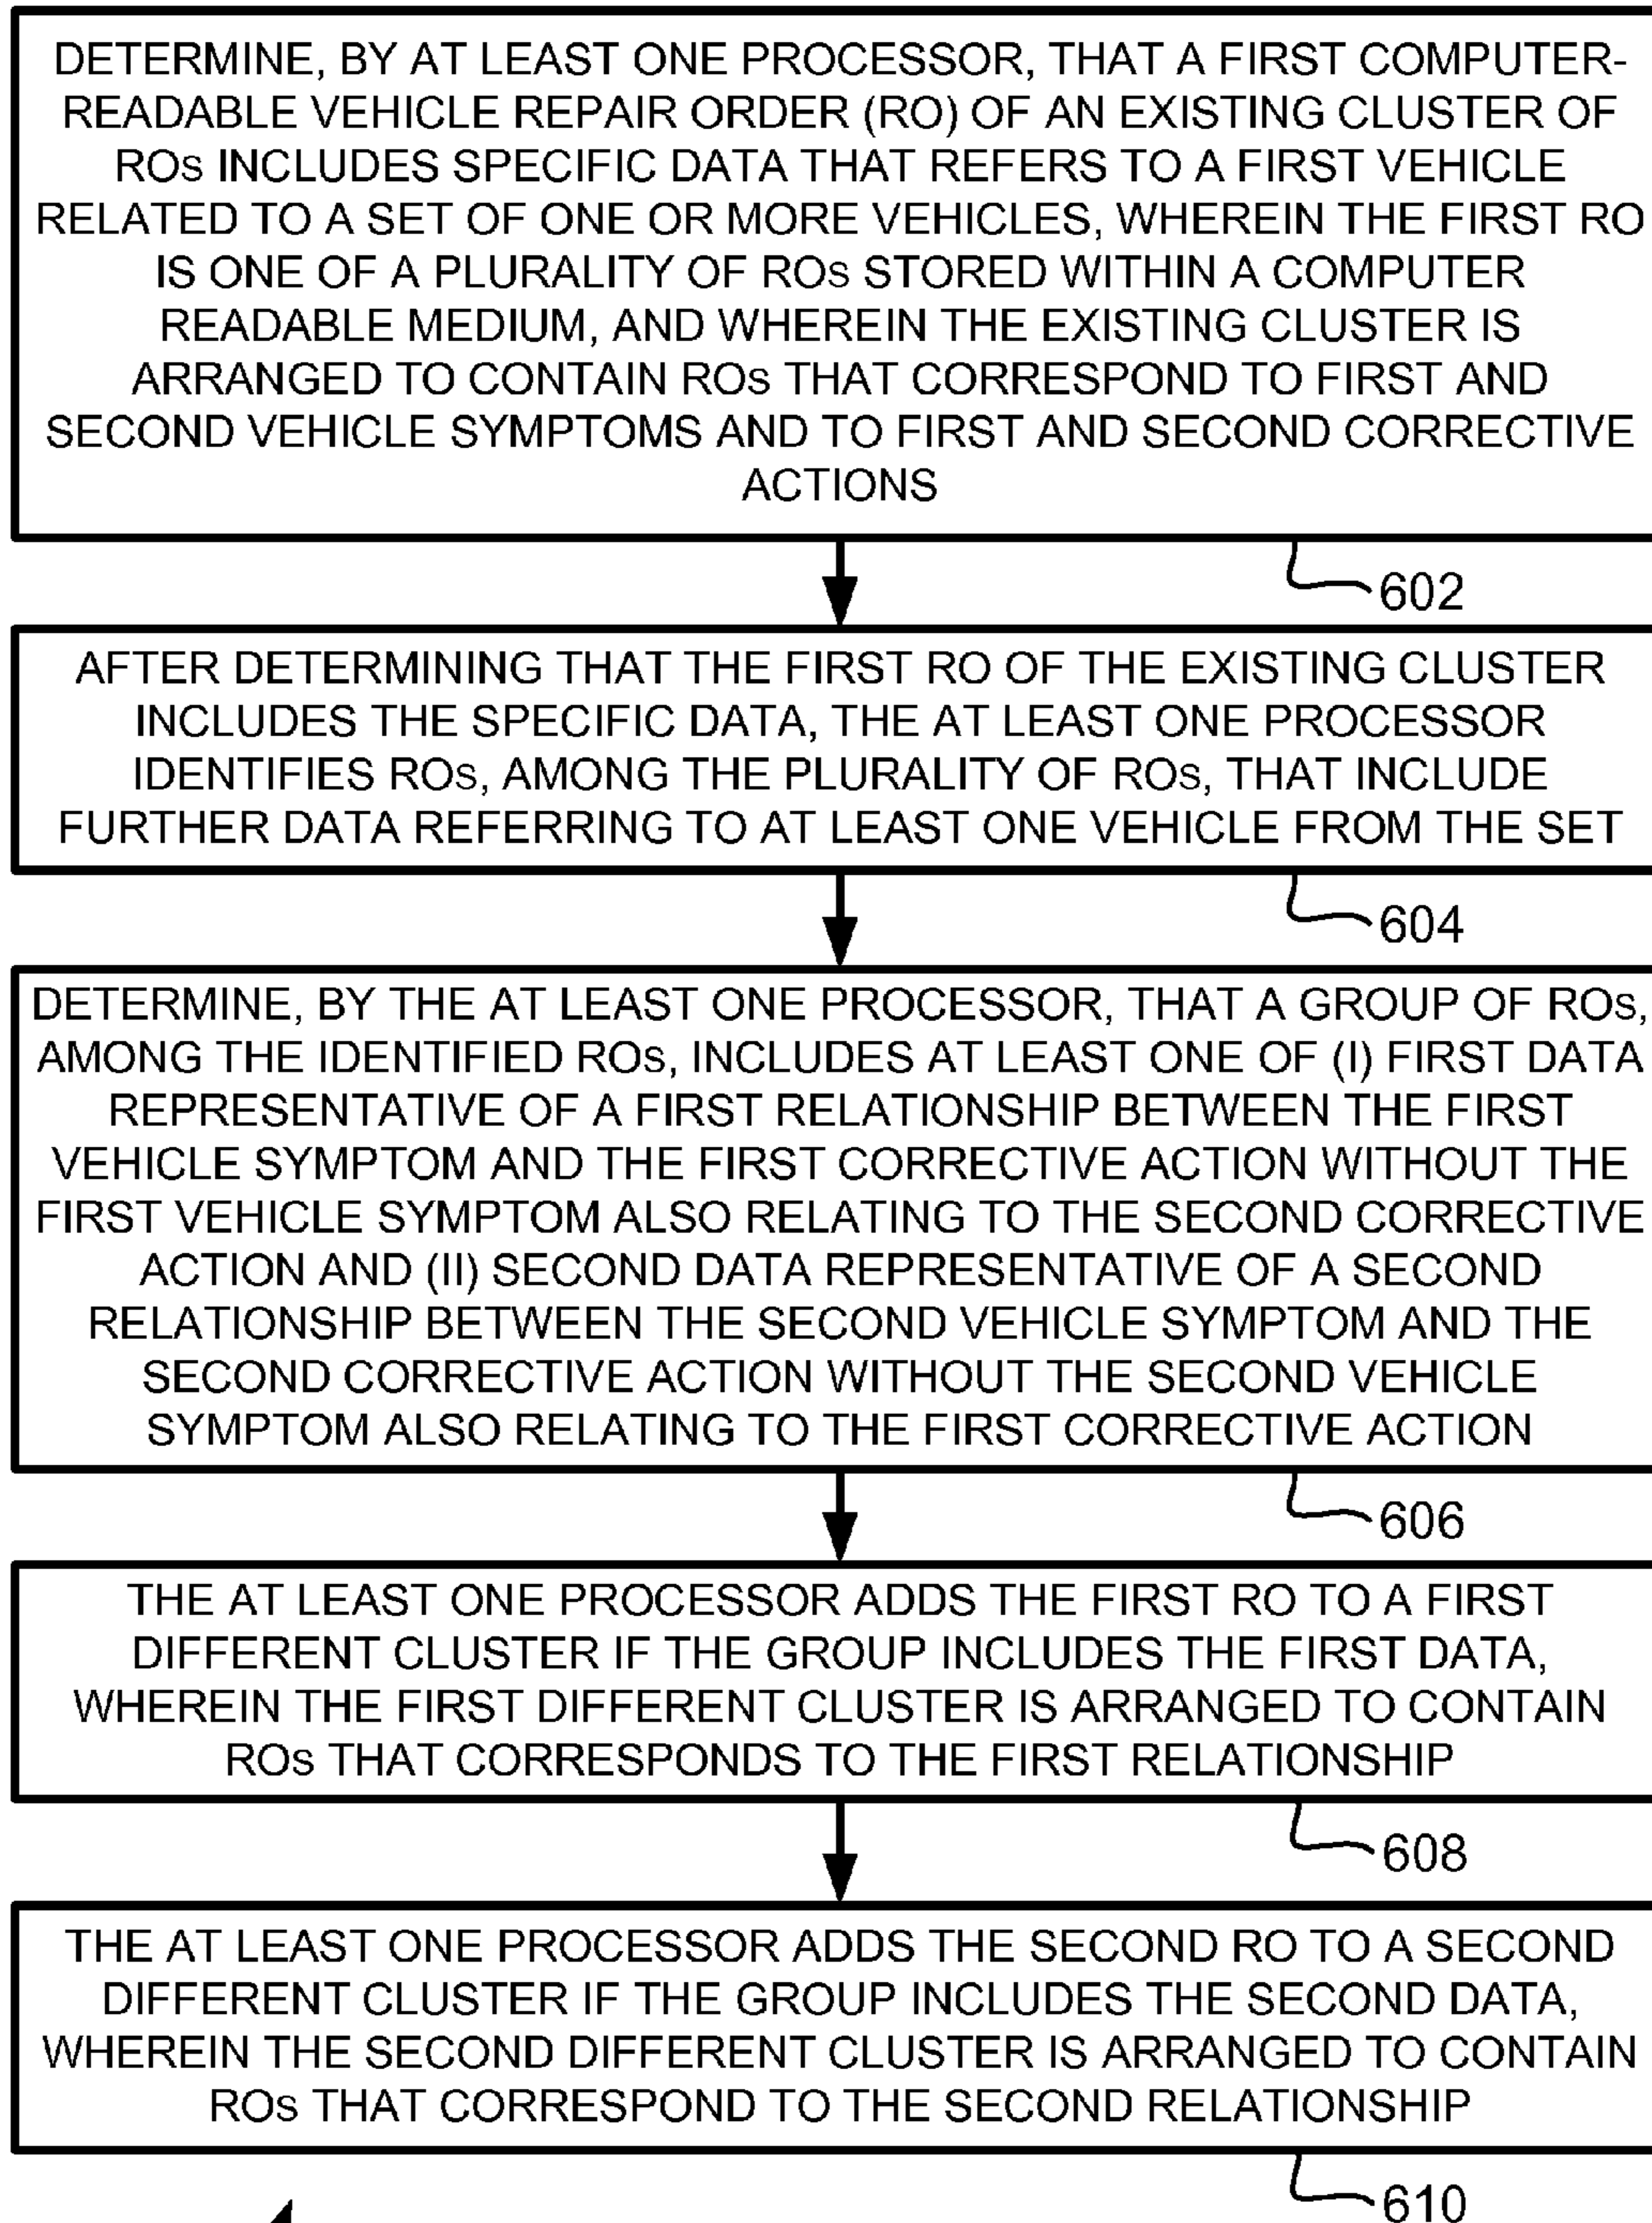 DETERMINE, BY AT LEAST ONE PROCESSOR, THAT A FIRST COMPUTER-
READABLE VEHICLE REPAIR ORDER (RO) OF AN EXISTING CLUSTER OF
ROs INCLUDES SPECIFIC DATA THAT REFERS TO A FIRST VEHICLE
RELATED TO A SET OF ONE OR MORE VEHICLES, WHEREIN THE FIRST RO
IS ONE OF A PLURALITY OF ROs STORED WITHIN A COMPUTER
READABLE MEDIUM, AND WHEREIN THE EXISTING CLUSTER IS
ARRANGED TO CONTAIN ROs THAT CORRESPOND TO FIRST AND
SECOND VEHICLE SYMPTOMS AND TO FIRST AND SECOND CORRECTIVE
ACTIONS
602
AFTER DETERMINING THAT THE FIRST RO OF THE EXISTING CLUSTER
INCLUDES THE SPECIFIC DATA, THE AT LEAST ONE PROCESSOR
IDENTIFIES ROs, AMONG THE PLURALITY OF ROs, THAT INCLUDE
FURTHER DATA REFERRING TO AT LEAST ONE VEHICLE FROM THE SET
604
DETERMINE, BY THE AT LEAST ONE PROCESSOR, THAT A GROUP OF ROs,
AMONG THE IDENTIFIED ROs, INCLUDES AT LEAST ONE OF (I) FIRST DATA
REPRESENTATIVE OF A FIRST RELATIONSHIP BETWEEN THE FIRST
VEHICLE SYMPTOM AND THE FIRST CORRECTIVE ACTION WITHOUT THE
FIRST VEHICLE SYMPTOM ALSO RELATING TO THE SECOND CORRECTIVE
ACTION AND (II) SECOND DATA REPRESENTATIVE OF A SECOND
RELATIONSHIP BETWEEN THE SECOND VEHICLE SYMPTOM AND THE
SECOND CORRECTIVE ACTION WITHOUT THE SECOND VEHICLE
SYMPTOM ALSO RELATING TO THE FIRST CORRECTIVE ACTION
606
THE AT LEAST ONE PROCESSOR ADDS THE FIRST RO TO A FIRST
DIFFERENT CLUSTER IF THE GROUP INCLUDES THE FIRST DATA,
WHEREIN THE FIRST DIFFERENT CLUSTER IS ARRANGED TO CONTAIN
ROs THAT CORRESPONDS TO THE FIRST RELATIONSHIP
608
THE AT LEAST ONE PROCESSOR ADDS THE SECOND RO TO A SECOND
DIFFERENT CLUSTER IF THE GROUP INCLUDES THE SECOND DATA,
WHEREIN THE SECOND DIFFERENT CLUSTER IS ARRANGED TO CONTAIN
ROs THAT CORRESPOND TO THE SECOND RELATIONSHIP
610